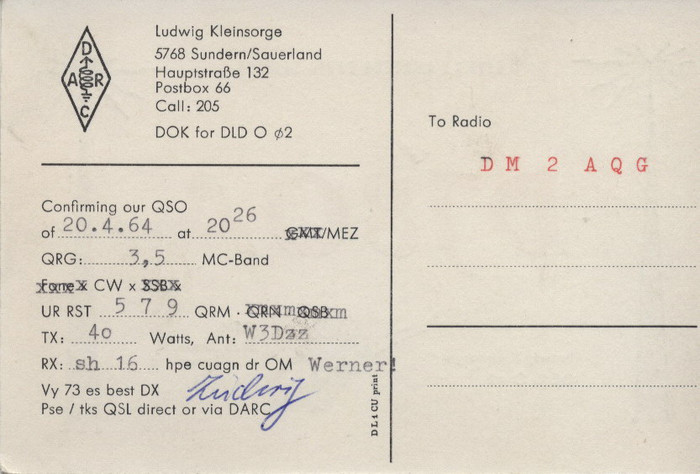 D
A R
C
Ludwig Kleinsorge
5768 Sundern/Sauerland
Hauptstraße 132
Postbox 66
Call: 205
DOK for DLD O ø2
Confirming our QSO
of 20.4.64 at 20 26 GMT/MEZ
QRG: 3,5 MC-Band
Fone x CW x SSB x
UR RST 579 QRM · QRN QSB
TX: 40 Watts, Ant: W3Dzz
RX: sh 16 hpe cuagn dr OM Werner!
Vy 73 es best DX Ludwig
Pse / tks QSL direct or via DARC
DL1CU print
To Radio
DM 2 AQG